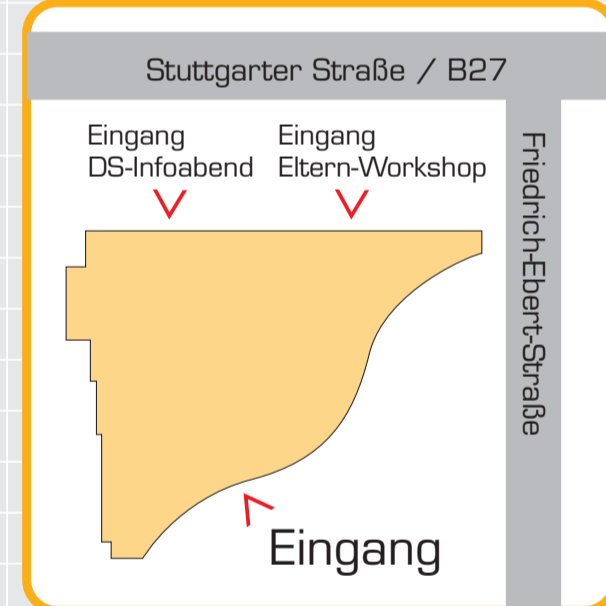 Stuttgarter Straße / B27
Eingang
DS-Infoabend
Eingang
Eltern-Workshop
Friedrich-Ebert-Straße
Eingang